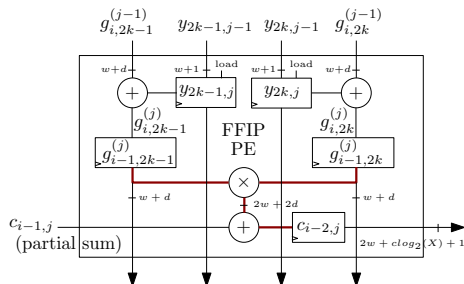 g_{i,2k-1}^{(j-1)} y_{2k-1,j-1} y_{2k,j-1} g_{i,2k}^{(j-1)}
w+d w+1 load w+1 load w+d
+ y_{2k-1,j} y_{2k,j} +
g_{i,2k-1}^{(j)} FFIP g_{i,2k}^{(j)}
g_{i-1,2k-1}^{(j)} PE g_{i-1,2k}^{(j)}
×
w+d 2w+2d w+d
c_{i-1,j} + c_{i-2,j}
(partial sum) 2w+clog_2(X)+1